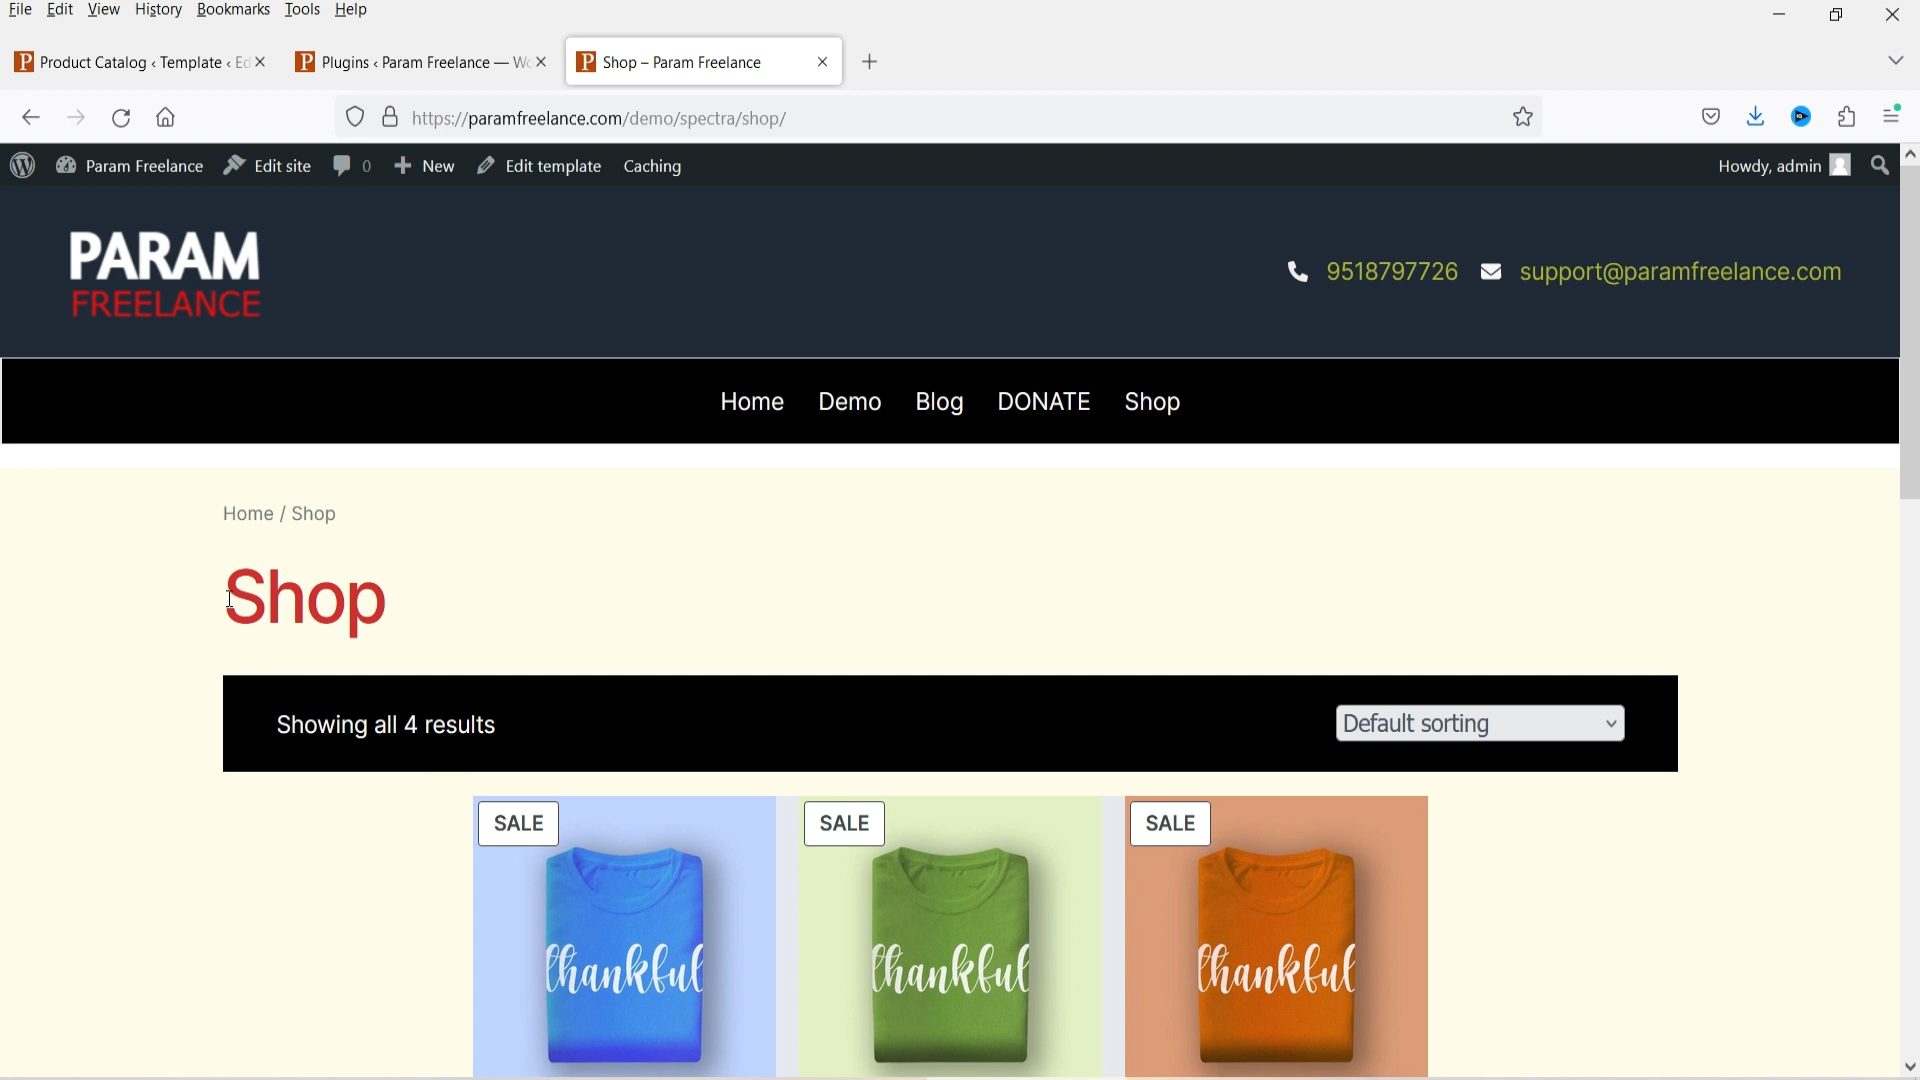 File Edit View History Bookmarks Tools Help
Product Catalog ‹ Template ‹ Ed
Plugins ‹ Param Freelance — Wo
Shop – Param Freelance
https://paramfreelance.com/demo/spectra/shop/
Param Freelance Edit site 0 New Edit template Caching Howdy, admin
PARAM
FREELANCE
9518797726 support@paramfreelance.com
Home Demo Blog DONATE Shop
Home / Shop
Shop
Showing all 4 results Default sorting
SALE SALE SALE
thankful thankful thankful